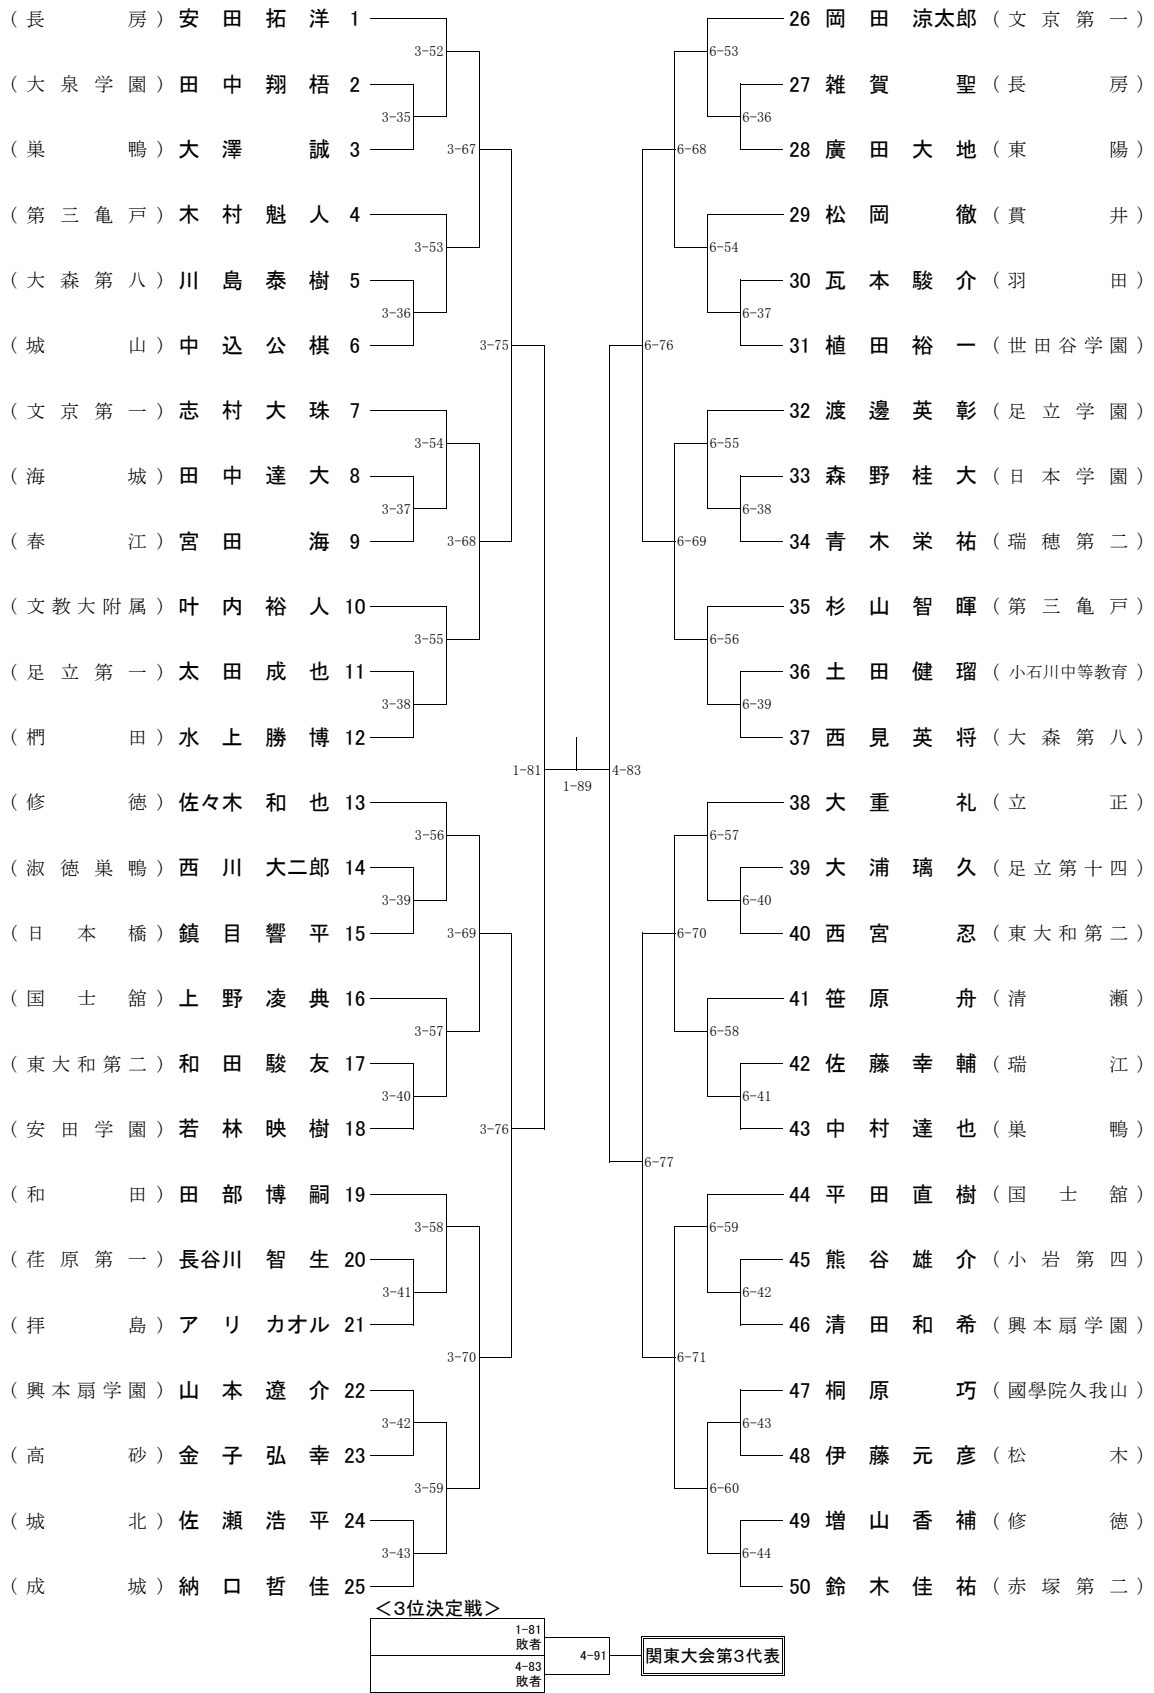 (長房) 安田拓洋 1
3-52
(大泉学園) 田中翔梧 2
3-35
(巣鴨) 大澤誠 3
3-67
(第三亀戸) 木村魁人 4
3-53
(大森第八) 川島泰樹 5
3-36
(城山) 中込公棋 6
3-75
(文京第一) 志村大珠 7
3-54
(海城) 田中達大 8
3-37
(春江) 宮田海 9
3-68
(文教大附属) 叶内裕人 10
3-55
(足立第一) 太田成也 11
3-38
(椚田) 水上勝博 12
1-81
(修徳) 佐々木和也 13
3-56
(淑徳巣鴨) 西川大二郎 14
3-39
(日本橋) 鎮目響平 15
3-69
(国士舘) 上野凌典 16
3-57
(東大和第二) 和田駿友 17
3-40
(安田学園) 若林映樹 18
3-76
(和田) 田部博嗣 19
3-58
(荏原第一) 長谷川智生 20
3-41
(拝島) アリカオル 21
3-70
(興本扇学園) 山本遼介 22
3-42
(高砂) 金子弘幸 23
3-59
(城北) 佐瀬浩平 24
3-43
(成城) 納口哲佳 25
1-89
26 岡田涼太郎 (文京第一)
6-53
27 雑賀聖 (長房)
6-36
28 廣田大地 (東陽)
6-68
29 松岡徹 (貫井)
6-54
30 瓦本駿介 (羽田)
6-37
31 植田裕一 (世田谷学園)
6-76
32 渡邊英彰 (足立学園)
6-55
33 森野桂大 (日本学園)
6-38
34 青木栄祐 (瑞穂第二)
6-69
35 杉山智暉 (第三亀戸)
6-56
36 土田健瑠 (小石川中等教育)
6-39
37 西見英将 (大森第八)
4-83
38 大重礼 (立正)
6-57
39 大浦璃久 (足立第十四)
6-40
40 西宮忍 (東大和第二)
6-70
41 笹原舟 (清瀬)
6-58
42 佐藤幸輔 (瑞江)
6-41
43 中村達也 (巣鴨)
6-77
44 平田直樹 (国士舘)
6-59
45 熊谷雄介 (小岩第四)
6-42
46 清田和希 (興本扇学園)
6-71
47 桐原巧 (國學院久我山)
6-43
48 伊藤元彦 (松木)
6-60
49 増山香補 (修徳)
6-44
50 鈴木佳祐 (赤塚第二)
＜3位決定戦＞
1-81
敗者
4-91
4-83
敗者
関東大会第3代表